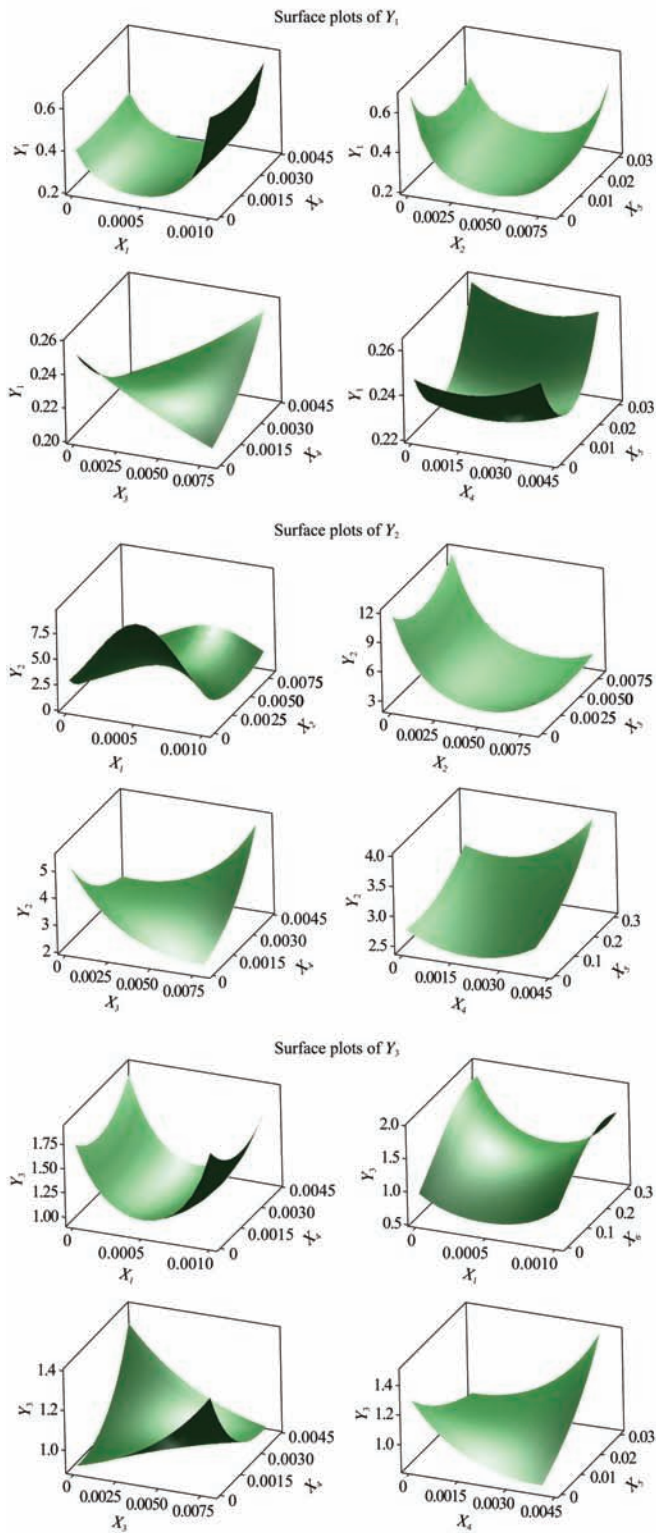 Surface plots of Y₁
0.6
0.4
0.2
Y₁
0 0.0005 0.0010
X₁
0 0.0015 0.0030 0.0045
X₄
0.6
0.4
0.2
Y₁
0 0.0025 0.0050 0.0075
X₂
0 0.01 0.02 0.03
X₅
0.26
0.24
0.22
0.20
Y₁
0 0.0025 0.0050 0.0075
X₃
0 0.0015 0.0030 0.0045
X₄
0.26
0.24
0.22
Y₁
0 0.0015 0.0030 0.0045
X₄
0 0.01 0.02 0.03
X₅
Surface plots of Y₂
7.5
5.0
2.5
0
Y₂
0 0.0005 0.0010
X₁
0 0.0025 0.0050 0.0075
X₂
12
9
6
3
Y₂
0 0.0025 0.0050 0.0075
X₂
0 0.0025 0.0050 0.0075
X₃
5
4
3
2
Y₂
0 0.0025 0.0050 0.0075
X₃
0 0.0015 0.0030 0.0045
X₄
4.0
3.5
3.0
2.5
Y₂
0 0.0015 0.0030 0.0045
X₄
0 0.1 0.2 0.3
X₅
Surface plots of Y₃
1.75
1.50
1.25
1.00
Y₃
0 0.0005 0.0010
X₁
0 0.0015 0.0030 0.0045
X₄
2.0
1.5
1.0
0.5
Y₃
0 0.0005 0.0010
X₁
0 0.1 0.2 0.3
X₆
1.4
1.2
1.0
Y₃
0 0.0025 0.0050 0.0075
X₃
0 0.0015 0.0030 0.0045
X₄
1.4
1.2
1.0
Y₃
0 0.0015 0.0030 0.0045
X₄
0 0.01 0.02 0.03
X₅